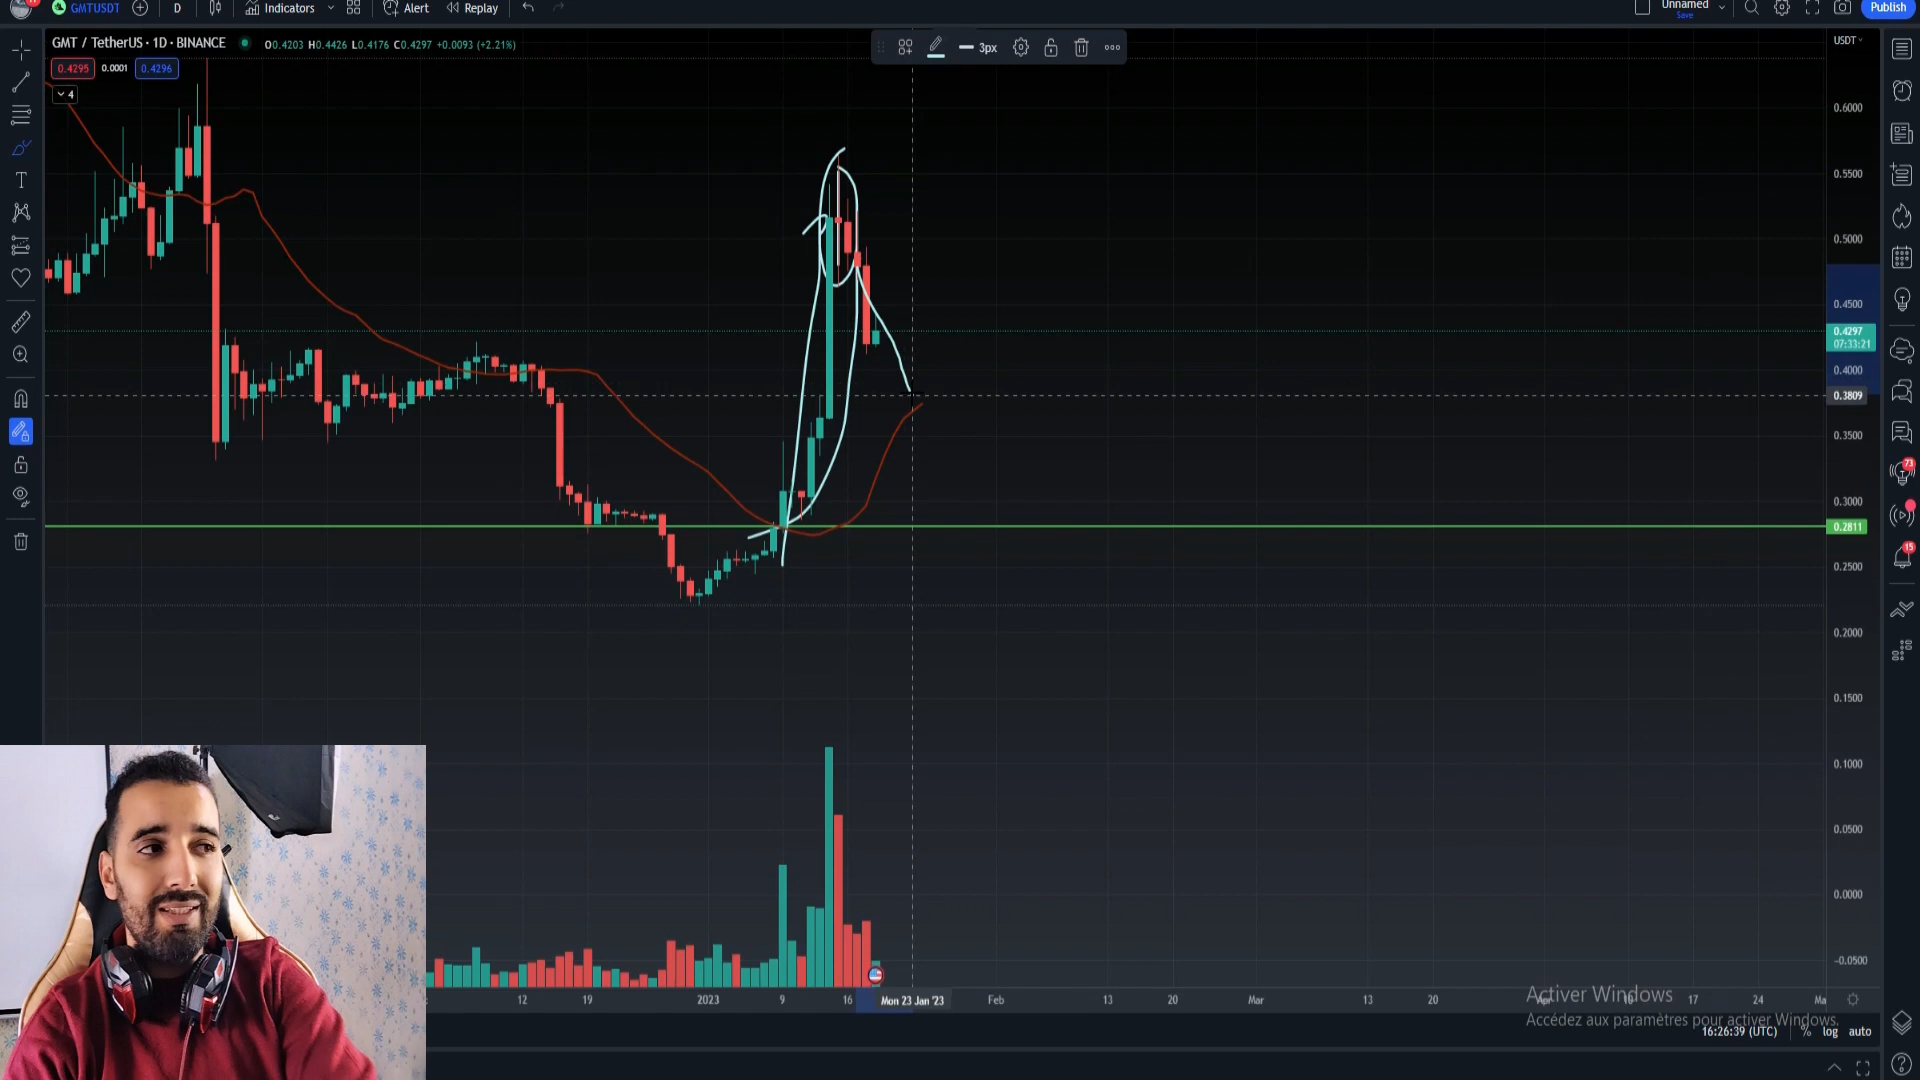 GMTUSDT D Indicators Alert Replay Unnamed Save Publish
GMT / TetherUS · 1D · BINANCE O0.4203 H0.4426 L0.4176 C0.4297 +0.0093 (+2.21%)
3px
USDT
0.4295 0.0001 0.4296
4
0.6000
0.5500
0.5000
0.4500
0.4297
07:33:21
0.4000
0.3809
0.3500
0.3000
0.2811
0.2500
0.2000
0.1500
0.1000
0.0500
0.0000
-0.0500
73
15
12 19 2023 9 16 Mon 23 Jan '23 Feb 13 20 Mar 13 20 17 24 Ma
Activer Windows
Accédez aux paramètres pour activer Windows.
16:26:39 (UTC) % log auto